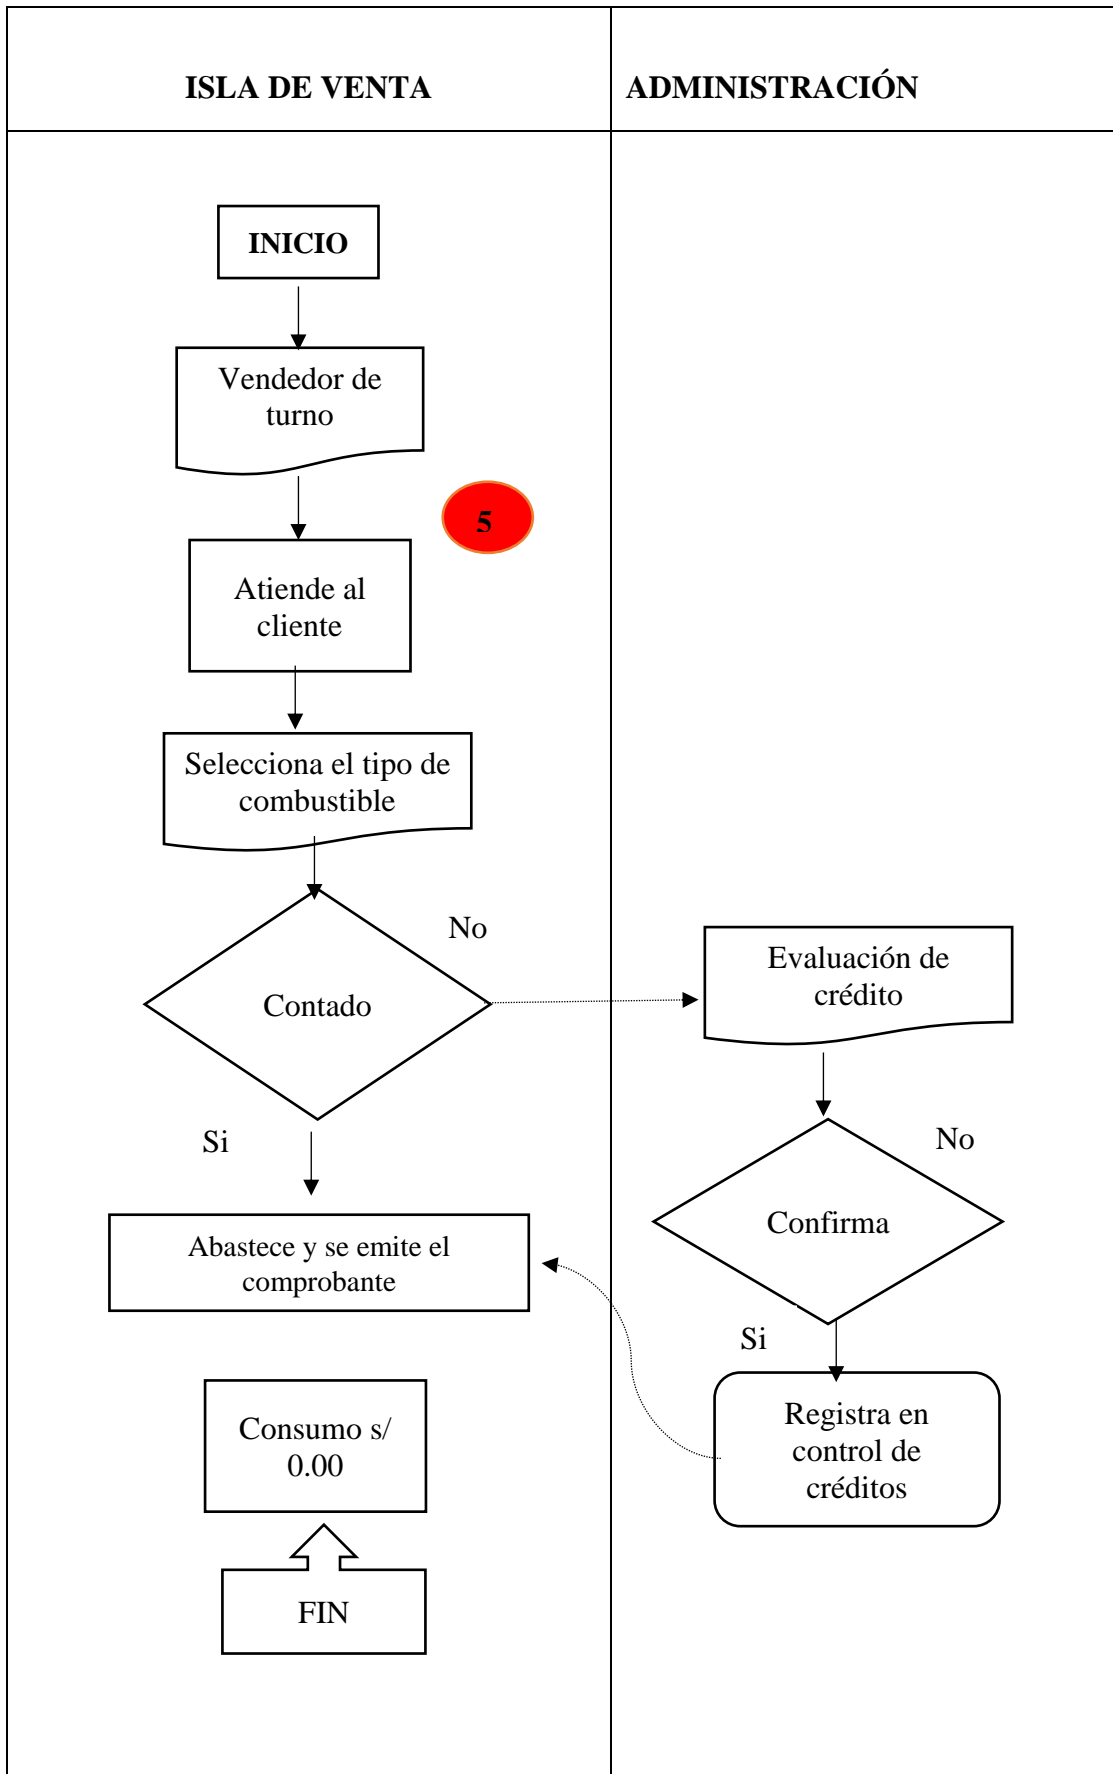 ISLA DE VENTA
ADMINISTRACIÓN
INICIO
Vendedor de
turno
5
Atiende al
cliente
Selecciona el tipo de
combustible
No
Contado
Evaluación de
crédito
Si
No
Confirma
Abastece y se emite el
comprobante
Si
Consumo s/
0.00
Registra en
control de
créditos
FIN